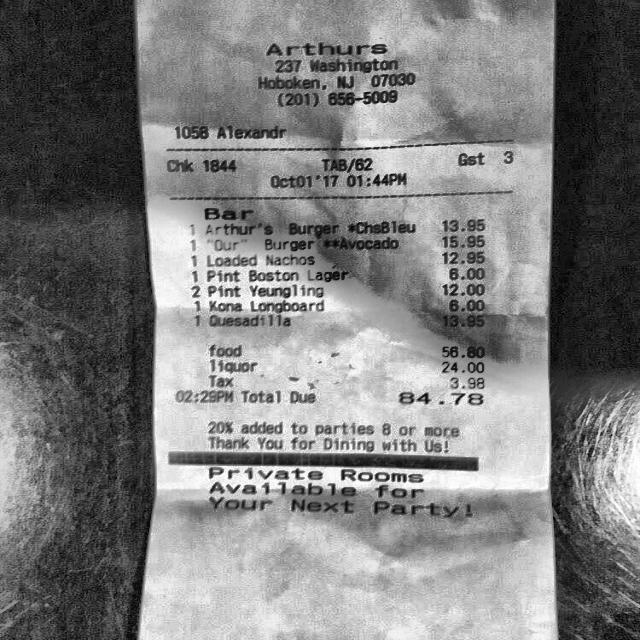 Arthurs
237 Washington
Hoboken, NJ 07030
(201) 656-5009
1058 Alexandr
Chk 1844 TAB/62 Gst 3
Oct01'17 01:44PM
Bar
1 Arthur's Burger *ChsBleu 13.95
1 "Our" Burger **Avocado 15.95
1 Loaded Nachos 12.95
1 Pint Boston Lager 6.00
2 Pint Yeungling 12.00
1 Kona Longboard 6.00
1 Quesadilla 13.95
food 56.80
liquor 24.00
Tax 3.98
02:29PM Total Due 84.78
20% added to parties 8 or more
Thank You for Dining with Us!
Private Rooms
Available for
Your Next Party!